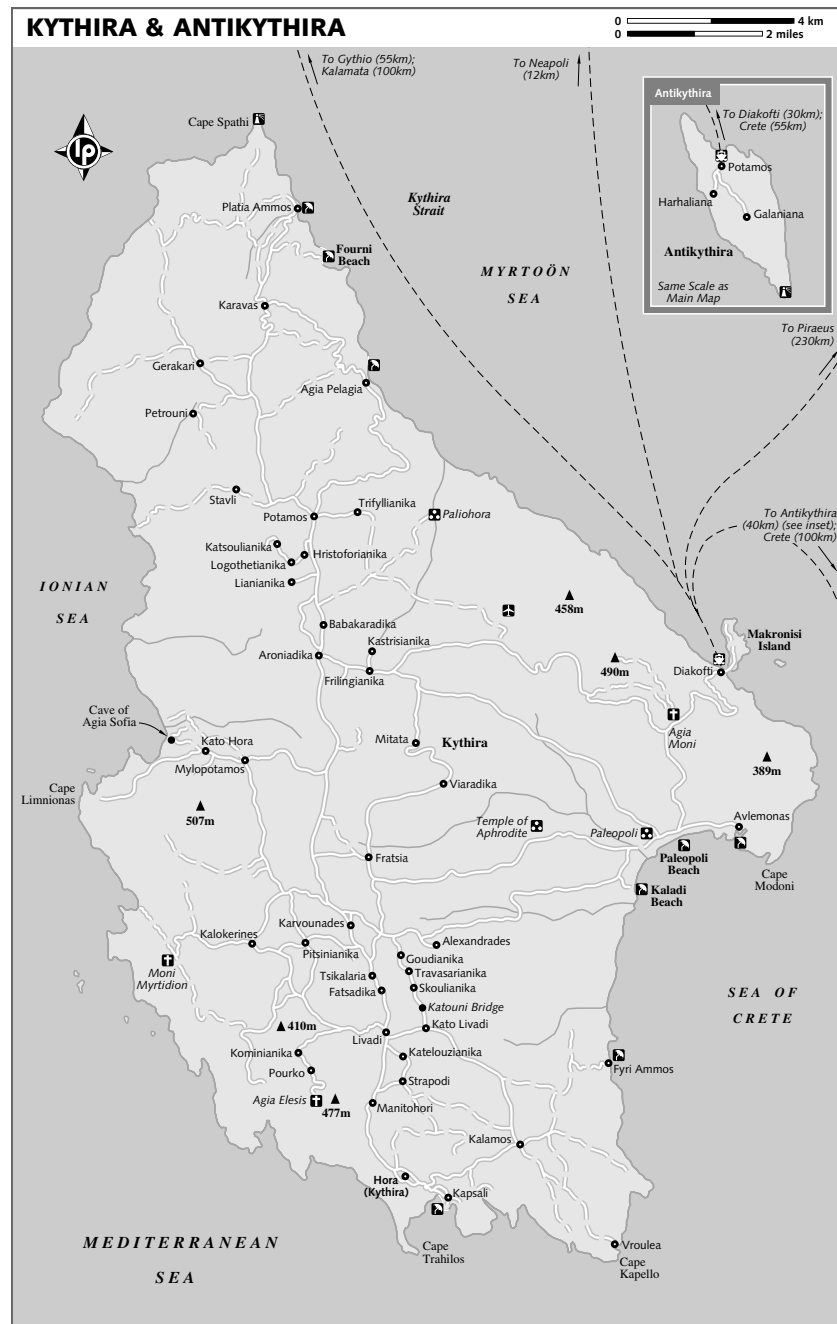 KYTHIRA & ANTIKYTHIRA
0 4 km
0 2 miles
To Gythio (55km);
Kalamata (100km)
To Neapoli
(12km)
Antikythira
To Diakofti (30km);
Crete (55km)
Potamos
Harhaliana
Galaniana
Antikythira
Same Scale as
Main Map
Cape Spathi
lp
Platia Ammos
Kythira
Strait
Fourni
Beach
MYRTOÖN
SEA
Karavas
To Piraeus
(230km)
Gerakari
Agia Pelagia
Petrouni
Stavli
Potamos
Trifyllianika
Paliohora
To Antikythira
(40km) (see inset);
Crete (100km)
Katsoulianika
Hristoforianika
Logothetianika
Lianianika
IONIAN
SEA
458m
Babakaradika
Kastrisianika
Makronisi
Island
Aroniadika
Frilingianika
490m
Diakofti
Cave of
Agia Sofia
Kato Hora
Mylopotamos
Mitata
Kythira
Agia
Moni
389m
Cape
Limnionas
Viaradika
507m
Temple of
Aphrodite
Paleopoli
Avlemonas
Fratsia
Paleopoli
Beach
Cape
Modoni
Kaladi
Beach
Karvounades
Kalokerines
Pitsinianika
Alexandrades
Goudianika
Moni
Myrtidion
Tsikalaria
Travasarianika
Fatsadika
Skoulianika
Katouni Bridge
SEA OF
CRETE
410m
Livadi
Kato Livadi
Kominianika
Katelouzianika
Fyri Ammos
Pourko
Strapodi
Agia Elesis
477m
Manitohori
Kalamos
Hora
(Kythira)
Kapsali
MEDITERRANEAN
SEA
Cape
Trahilos
Vroulea
Cape
Kapello